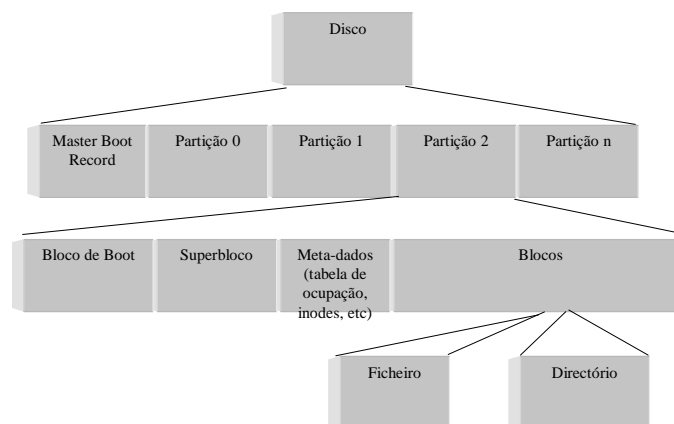 Disco
Master Boot
Record
Partição 0
Partição 1
Partição 2
Partição n
Bloco de Boot
Superbloco
Meta-dados
(tabela de
ocupação,
inodes, etc)
Blocos
Ficheiro
Directório